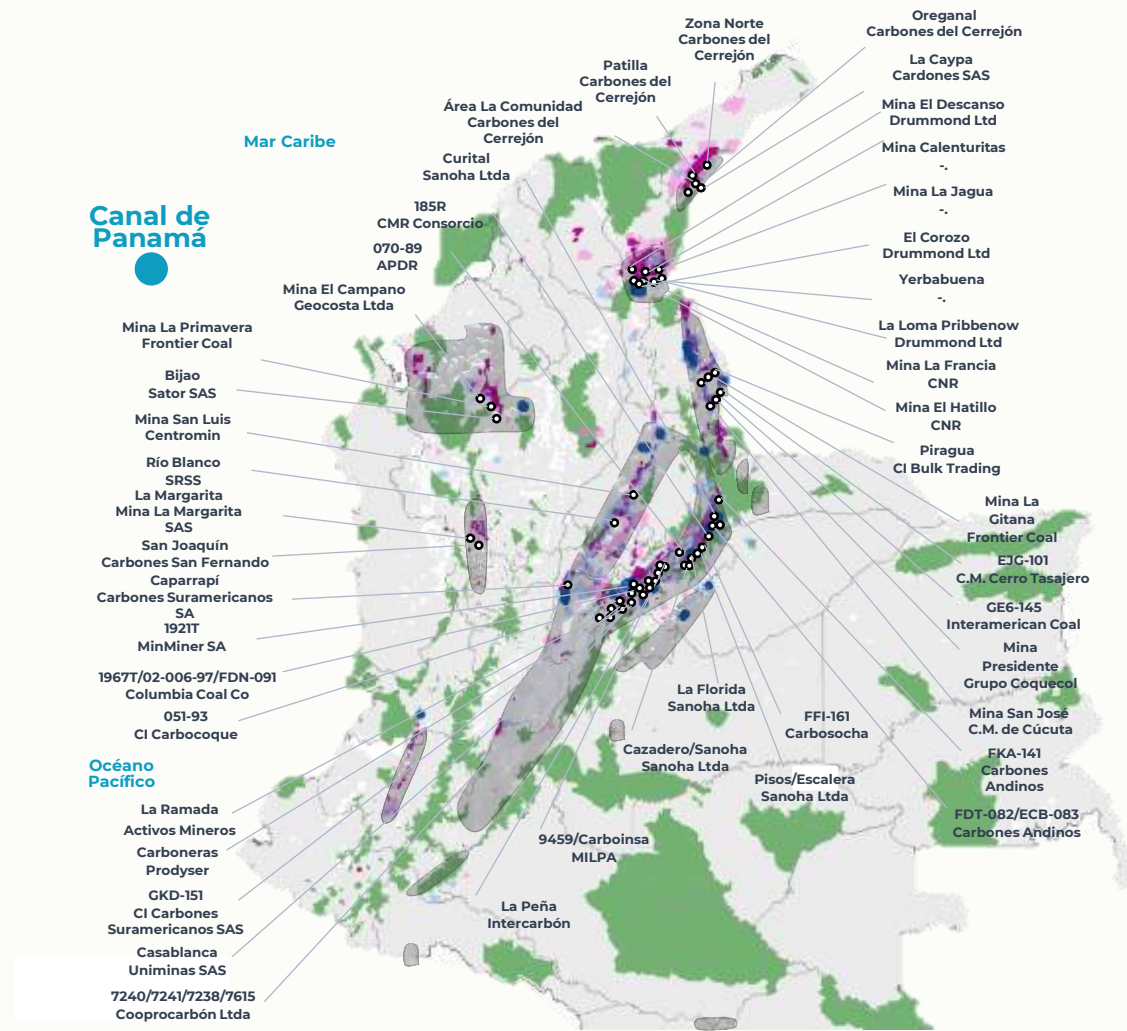 Oreganal
Carbones del Cerrejón
Zona Norte
Carbones del
Cerrejón
Patilla
Carbones del
Cerrejón
La Caypa
Cardones SAS
Área La Comunidad
Carbones del
Cerrejón
Mina El Descanso
Drummond Ltd
Mar Caribe
Mina Calenturitas
-.
Curital
Sanoha Ltda
Mina La Jagua
-.
Canal de
Panamá
185R
CMR Consorcio
070-89
APDR
El Corozo
Drummond Ltd
Mina El Campano
Geocosta Ltda
Yerbabuena
-.
Mina La Primavera
Frontier Coal
La Loma Pribbenow
Drummond Ltd
Bijao
Sator SAS
Mina La Francia
CNR
Mina San Luis
Centromin
Mina El Hatillo
CNR
Río Blanco
SRSS
Piragua
CI Bulk Trading
La Margarita
Mina La Margarita
SAS
Mina La
Gitana
Frontier Coal
San Joaquín
Carbones San Fernando
EJG-101
C.M. Cerro Tasajero
Caparrapí
Carbones Suramericanos
SA
GE6-145
Interamerican Coal
1921T
MinMiner SA
Mina
Presidente
Grupo Coquecol
1967T/02-006-97/FDN-091
Columbia Coal Co
La Florida
Sanoha Ltda
051-93
CI Carbocoque
FFI-161
Carbosocha
Mina San José
C.M. de Cúcuta
Cazadero/Sanoha
Sanoha Ltda
FKA-141
Carbones
Andinos
Océano
Pacífico
Pisos/Escalera
Sanoha Ltda
La Ramada
Activos Mineros
FDT-082/ECB-083
Carbones Andinos
Carboneras
Prodyser
9459/Carboinsa
MILPA
GKD-151
CI Carbones
Suramericanos SAS
La Peña
Intercarbón
Casablanca
Uniminas SAS
7240/7241/7238/7615
Cooprocarbón Ltda